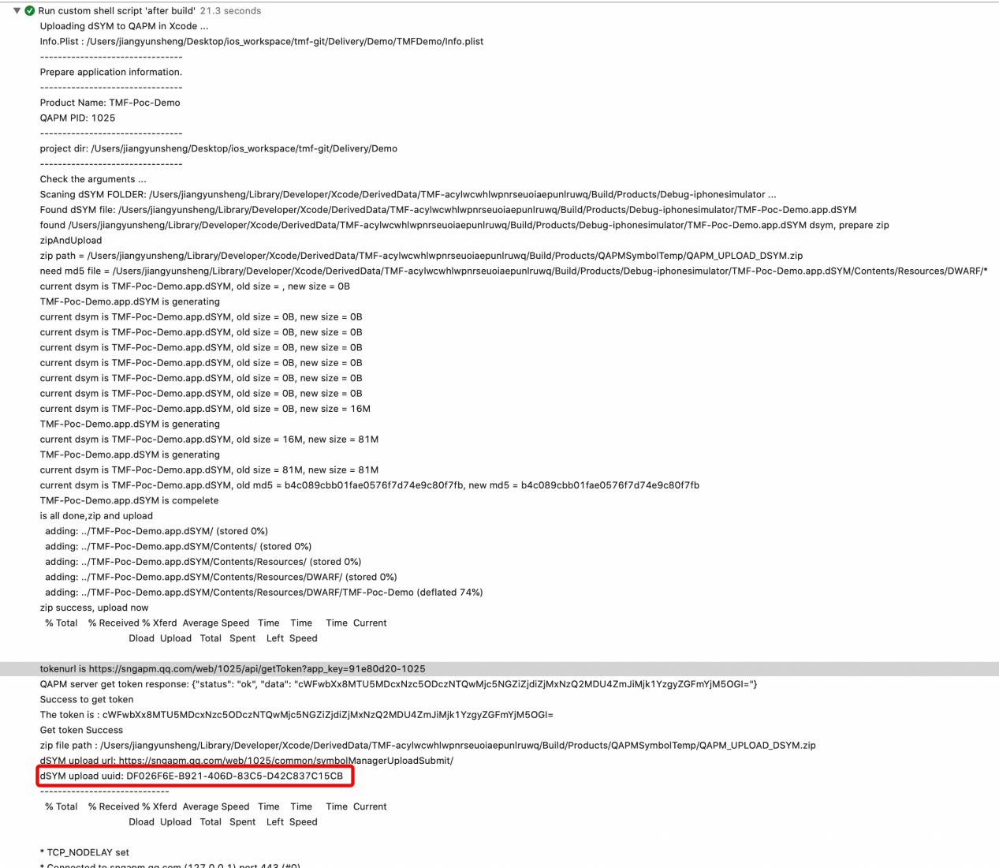 Run custom shell script 'after build' 21.3 seconds
Uploading dSYM to QAPM in Xcode ...
Info.Plist : /Users/jiangyunsheng/Desktop/ios_workspace/tmf-git/Delivery/Demo/TMFDemo/Info.plist
--------------------------------
Prepare application information.
--------------------------------
Product Name: TMF-Poc-Demo
QAPM PID: 1025
--------------------------------
project dir: /Users/jiangyunsheng/Desktop/ios_workspace/tmf-git/Delivery/Demo
--------------------------------
Check the arguments ...
Scaning dSYM FOLDER: /Users/jiangyunsheng/Library/Developer/Xcode/DerivedData/TMF-acylwcwhlwpnrseuoiaepunlruwq/Build/Products/Debug-iphonesimulator ...
Found dSYM file: /Users/jiangyunsheng/Library/Developer/Xcode/DerivedData/TMF-acylwcwhlwpnrseuoiaepunlruwq/Build/Products/Debug-iphonesimulator/TMF-Poc-Demo.app.dSYM
found /Users/jiangyunsheng/Library/Developer/Xcode/DerivedData/TMF-acylwcwhlwpnrseuoiaepunlruwq/Build/Products/Debug-iphonesimulator/TMF-Poc-Demo.app.dSYM dsym, prepare zip
zipAndUpload
zip path = /Users/jiangyunsheng/Library/Developer/Xcode/DerivedData/TMF-acylwcwhlwpnrseuoiaepunlruwq/Build/Products/QAPMSymbolTemp/QAPM_UPLOAD_DSYM.zip
need md5 file = /Users/jiangyunsheng/Library/Developer/Xcode/DerivedData/TMF-acylwcwhlwpnrseuoiaepunlruwq/Build/Products/Debug-iphonesimulator/TMF-Poc-Demo.app.dSYM/Contents/Resources/DWARF/*
current dsym is TMF-Poc-Demo.app.dSYM, old size = , new size = 0B
TMF-Poc-Demo.app.dSYM is generating
current dsym is TMF-Poc-Demo.app.dSYM, old size = 0B, new size = 0B
current dsym is TMF-Poc-Demo.app.dSYM, old size = 0B, new size = 0B
current dsym is TMF-Poc-Demo.app.dSYM, old size = 0B, new size = 0B
current dsym is TMF-Poc-Demo.app.dSYM, old size = 0B, new size = 0B
current dsym is TMF-Poc-Demo.app.dSYM, old size = 0B, new size = 0B
current dsym is TMF-Poc-Demo.app.dSYM, old size = 0B, new size = 0B
current dsym is TMF-Poc-Demo.app.dSYM, old size = 0B, new size = 16M
TMF-Poc-Demo.app.dSYM is generating
current dsym is TMF-Poc-Demo.app.dSYM, old size = 16M, new size = 81M
TMF-Poc-Demo.app.dSYM is generating
current dsym is TMF-Poc-Demo.app.dSYM, old size = 81M, new size = 81M
current dsym is TMF-Poc-Demo.app.dSYM, old md5 = b4c089cbb01fae0576f7d74e9c80f7fb, new md5 = b4c089cbb01fae0576f7d74e9c80f7fb
TMF-Poc-Demo.app.dSYM is compelete
is all done,zip and upload
adding: ../TMF-Poc-Demo.app.dSYM/ (stored 0%)
adding: ../TMF-Poc-Demo.app.dSYM/Contents/ (stored 0%)
adding: ../TMF-Poc-Demo.app.dSYM/Contents/Resources/ (stored 0%)
adding: ../TMF-Poc-Demo.app.dSYM/Contents/Resources/DWARF/ (stored 0%)
adding: ../TMF-Poc-Demo.app.dSYM/Contents/Resources/DWARF/TMF-Poc-Demo (deflated 74%)
zip success, upload now
% Total % Received % Xferd Average Speed Time Time Time Current
Dload Upload Total Spent Left Speed
tokenurl is https://sngapm.qq.com/web/1025/api/getToken?app_key=91e80d20-1025
QAPM server get token response: {"status": "ok", "data": "cWFwbXx8MTU5MDcxNzc5ODczNTQwMjc5NGZiZjdiZjMxNzQ2MDU4ZmJiMjk1YzgyZGFmYjM5OGI="}
Success to get token
The token is : cWFwbXx8MTU5MDcxNzc5ODczNTQwMjc5NGZiZjdiZjMxNzQ2MDU4ZmJiMjk1YzgyZGFmYjM5OGI=
Get token Success
zip file path : /Users/jiangyunsheng/Library/Developer/Xcode/DerivedData/TMF-acylwcwhlwpnrseuoiaepunlruwq/Build/Products/QAPMSymbolTemp/QAPM_UPLOAD_DSYM.zip
dSYM upload url: https://sngapm.qq.com/web/1025/common/symbolManagerUploadSubmit/
dSYM upload uuid: DF026F6E-B921-406D-83C5-D42C837C15CB
-----------------------------
% Total % Received % Xferd Average Speed Time Time Time Current
Dload Upload Total Spent Left Speed
* TCP_NODELAY set
* Connected to sngapm.qq.com (127.0.0.1) port 443 (#0)